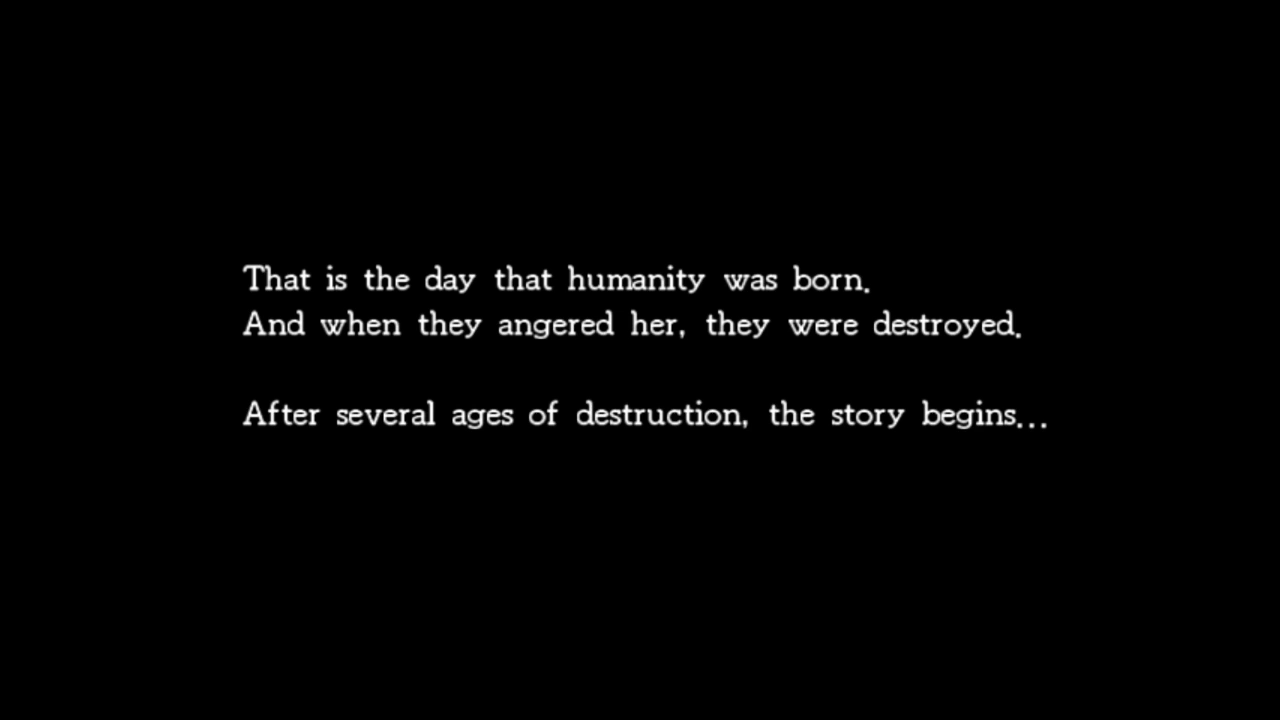 That is the day that humanity was born.
And when they angered her, they were destroyed.
After several ages of destruction, the story begins...